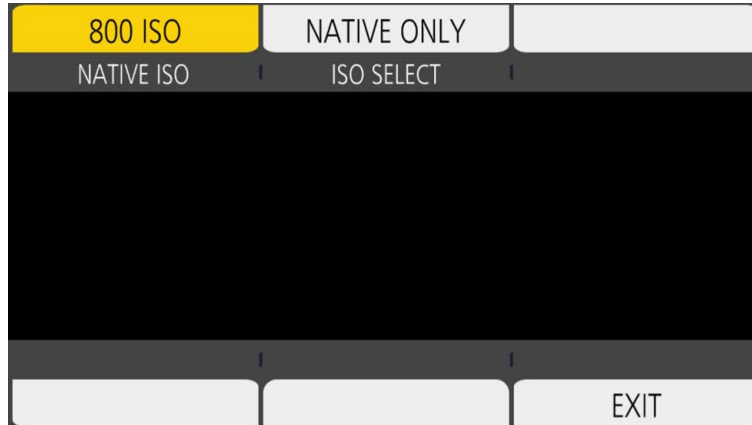 800 ISO
NATIVE ONLY
NATIVE ISO
ISO SELECT
EXIT